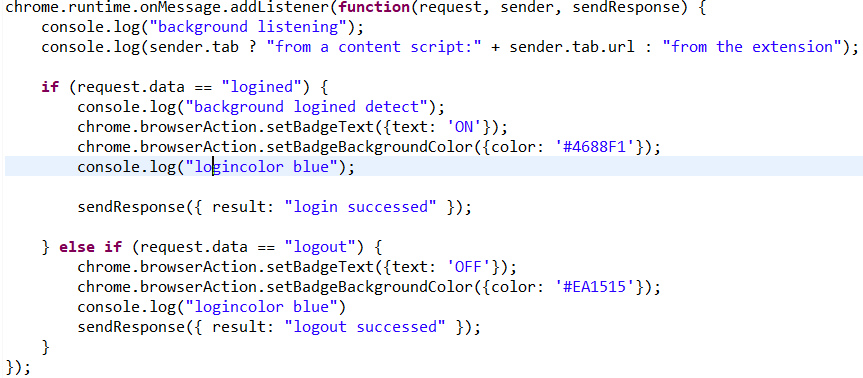 chrome.runtime.onMessage.addListener(function(request, sender, sendResponse) {
    console.log("background listening");
    console.log(sender.tab ? "from a content script:" + sender.tab.url : "from the extension");

    if (request.data == "logined") {
        console.log("background logined detect");
        chrome.browserAction.setBadgeText({text: 'ON'});
        chrome.browserAction.setBadgeBackgroundColor({color: '#4688F1'});
        console.log("logincolor blue");

        sendResponse({ result: "login successed" });

    } else if (request.data == "logout") {
        chrome.browserAction.setBadgeText({text: 'OFF'});
        chrome.browserAction.setBadgeBackgroundColor({color: '#EA1515'});
        console.log("logincolor blue")
        sendResponse({ result: "logout successed" });
    }
});